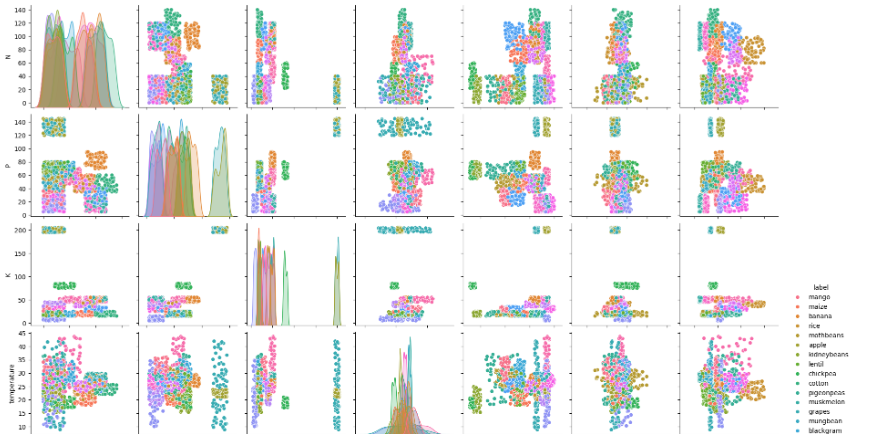 140
120
100
80
60
40
20
0
N
140
120
100
80
60
40
20
0
P
200
150
100
50
0
K
45
40
35
30
25
20
15
10
temperature
label
mango
maize
banana
rice
mothbeans
apple
kidneybeans
lentil
chickpea
cotton
pigeonpeas
muskmelon
grapes
mungbean
blackgram